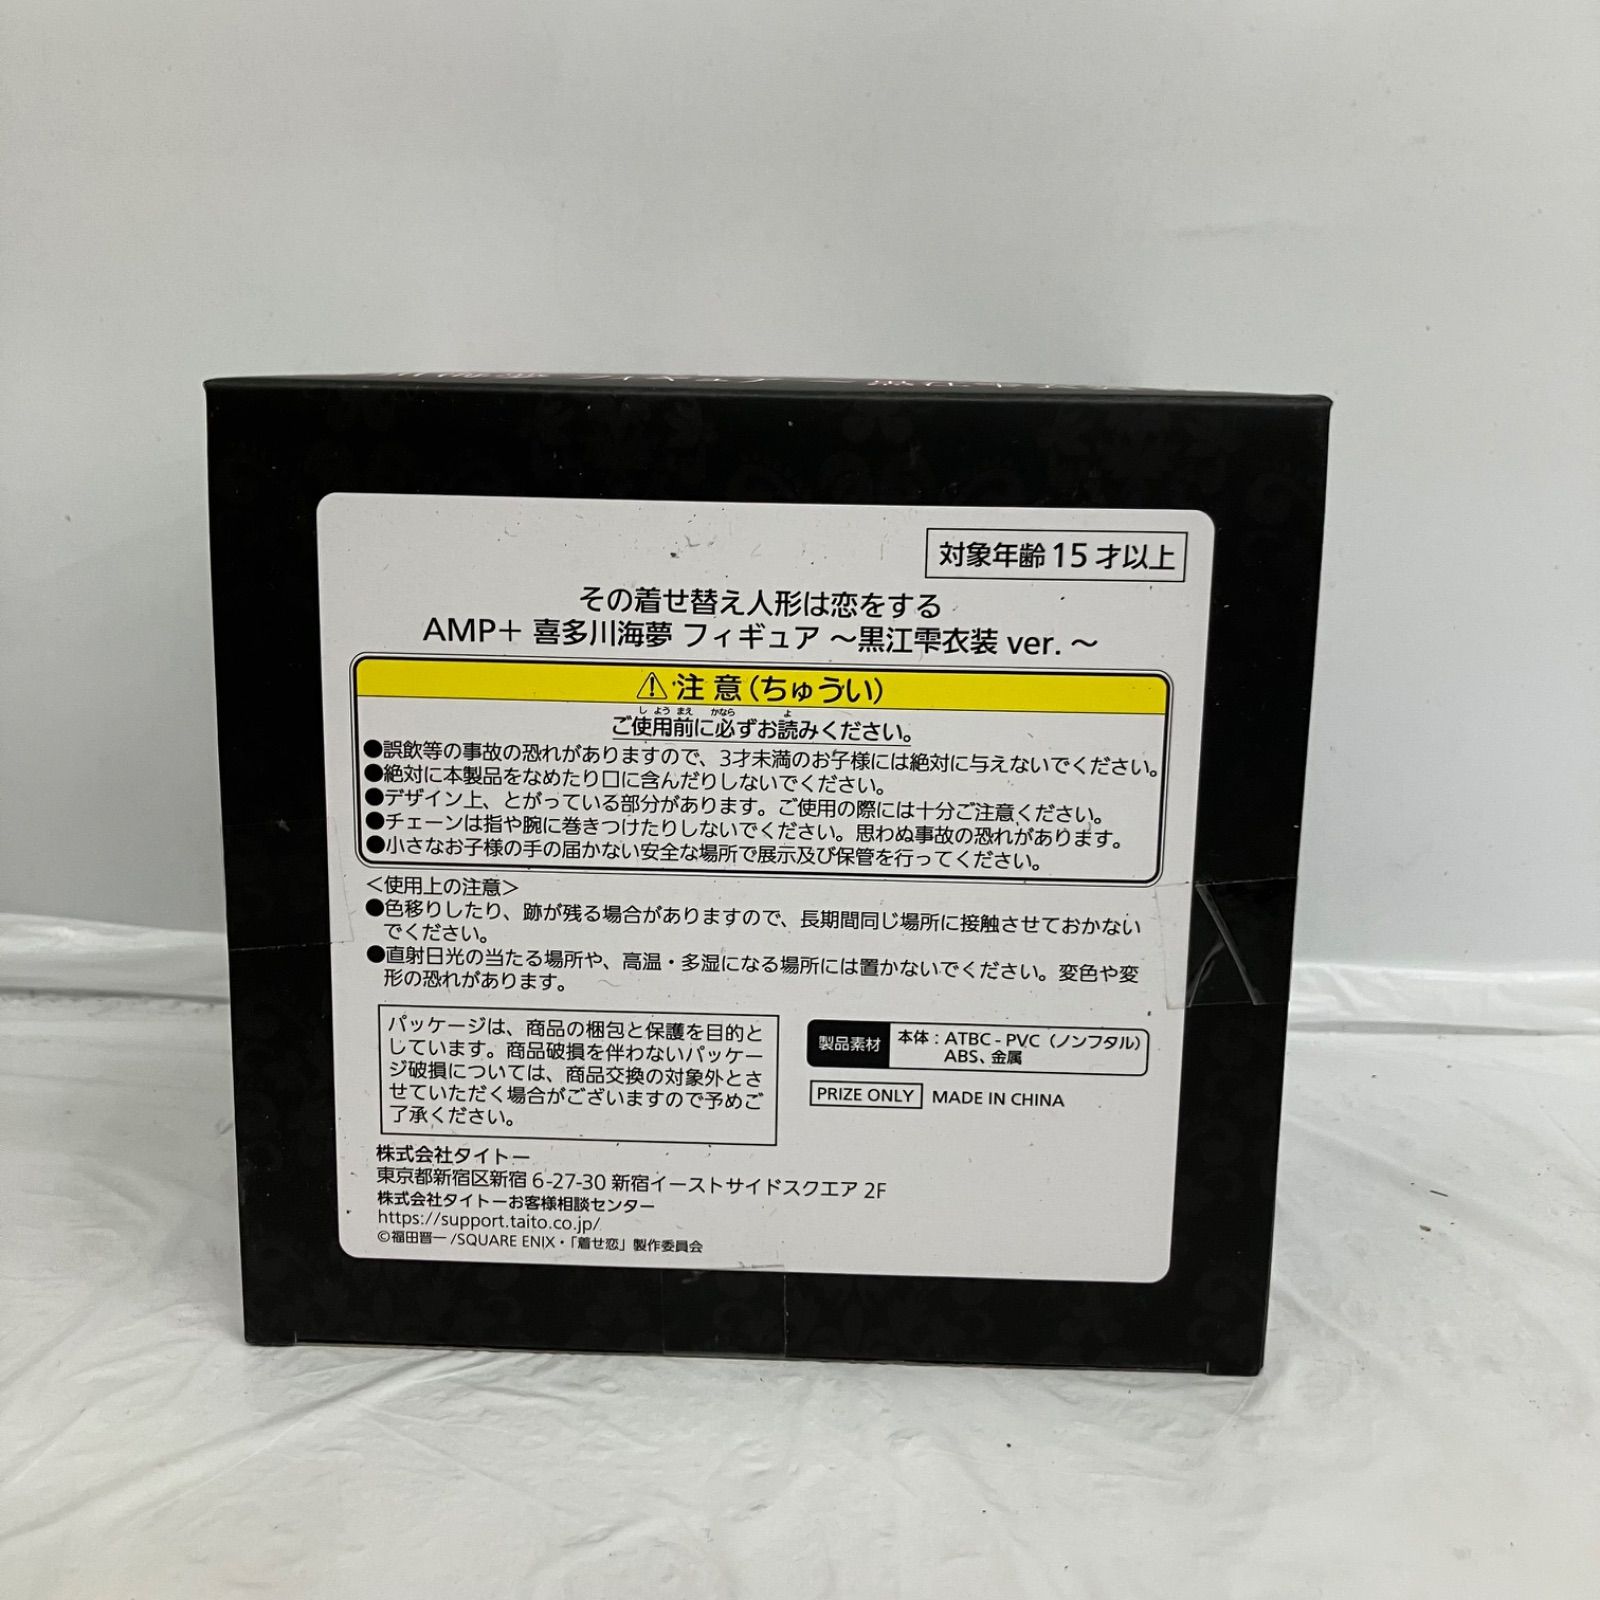 対象年齢 15 才以上
その着せ替え人形は恋をする
AMP＋ 喜多川海夢 フィギュア ～黒江雫衣装 ver. ～
注 意（ちゅうい）
ご使用前に必ずお読みください。
●誤飲等の事故の恐れがありますので、3才未満のお子様には絶対に与えないでください。
●絶対に本製品をなめたり口に含んだりしないでください。
●デザイン上、とがっている部分があります。ご使用の際には十分ご注意ください。
●チェーンは指や腕に巻きつけたりしないでください。思わぬ事故の恐れがあります。
●小さなお子様の手の届かない安全な場所で展示及び保管を行ってください。
＜使用上の注意＞
●色移りしたり、跡が残る場合がありますので、長期間同じ場所に接触させておかない
でください。
●直射日光の当たる場所や、高温・多湿になる場所には置かないでください。変色や変
形の恐れがあります。
パッケージは、商品の梱包と保護を目的と
しています。商品破損を伴わないパッケー
ジ破損については、商品交換の対象外とさ
せていただく場合がございますので予めご
了承ください。
製品素材
本体：ATBC - PVC（ノンフタル）
ABS、金属
PRIZE ONLY MADE IN CHINA
株式会社タイトー
東京都新宿区新宿 6-27-30 新宿イーストサイドスクエア 2F
株式会社タイトーお客様相談センター
https://support.taito.co.jp/
©福田晋一 /SQUARE ENIX・「着せ恋」製作委員会